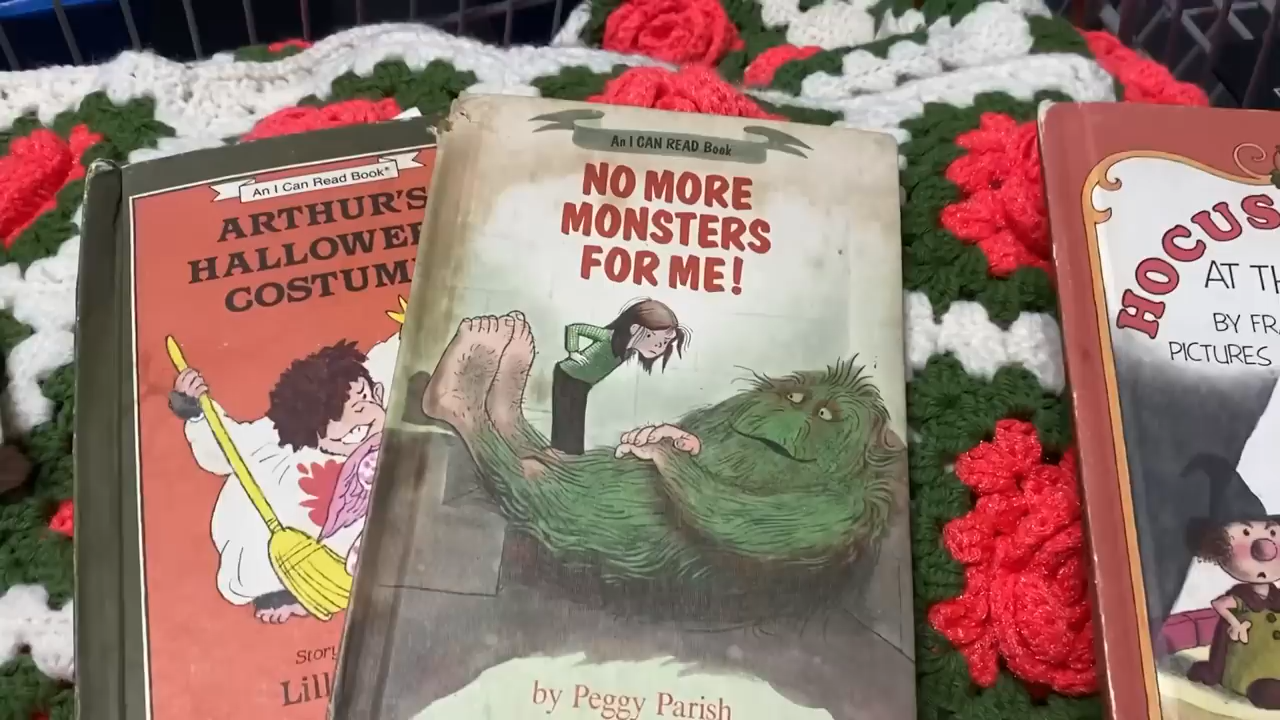 An I Can Read Book®
ARTHUR'S
HALLOWE
COSTUM
Story
Lill
An I CAN READ Book
NO MORE
MONSTERS
FOR ME!
by Peggy Parish
HOCUS
AT TH
BY FR
PICTURES